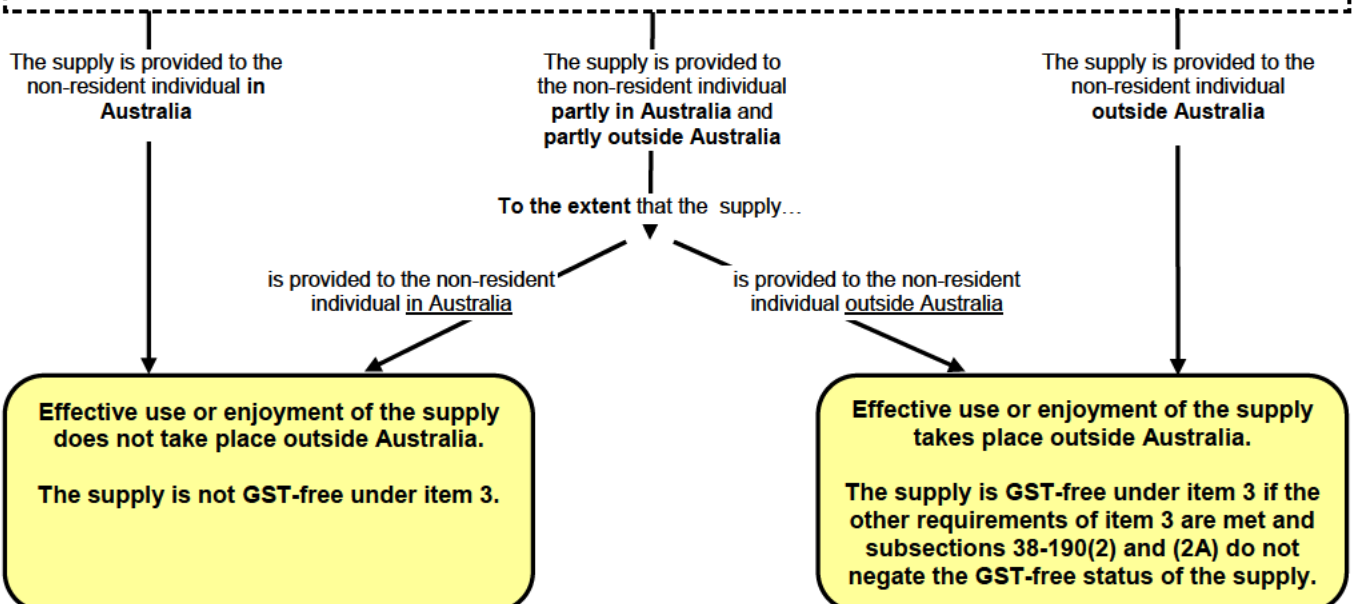 The supply is provided to the
non-resident individual in
Australia
The supply is provided to
the non-resident individual
partly in Australia and
partly outside Australia
The supply is provided to the
non-resident individual
outside Australia
To the extent that the  supply…
is provided to the non-resident
individual in Australia
is provided to the non-resident
individual outside Australia
Effective use or enjoyment of the supply
does not take place outside Australia.
The supply is not GST-free under item 3.
Effective use or enjoyment of the supply
takes place outside Australia.
The supply is GST-free under item 3 if the
other requirements of item 3 are met and
subsections 38-190(2) and (2A) do not
negate the GST-free status of the supply.